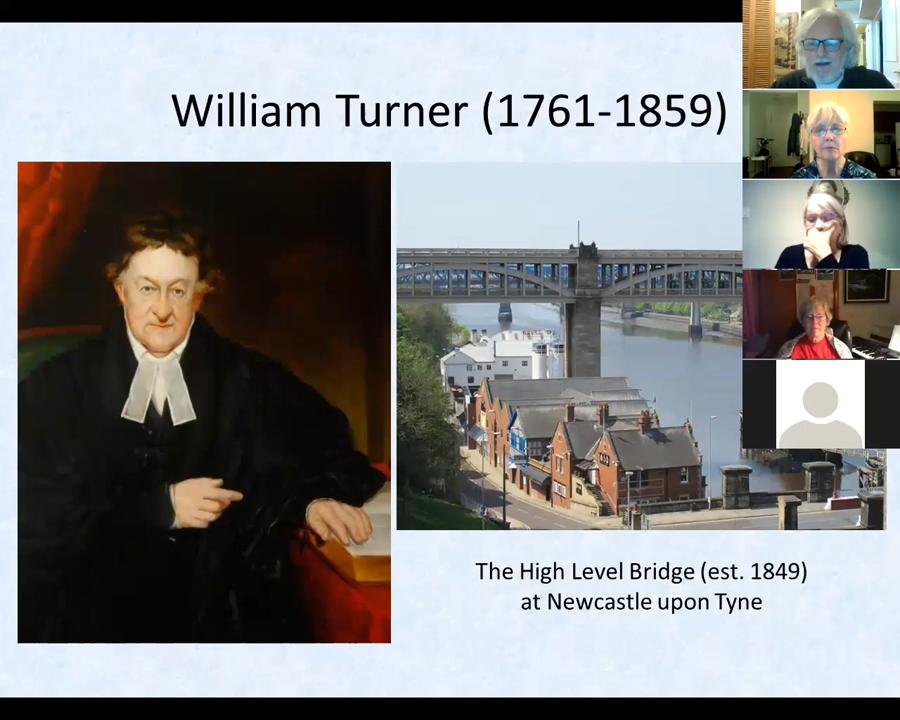 William Turner (1761-1859)
The High Level Bridge (est. 1849)
at Newcastle upon Tyne